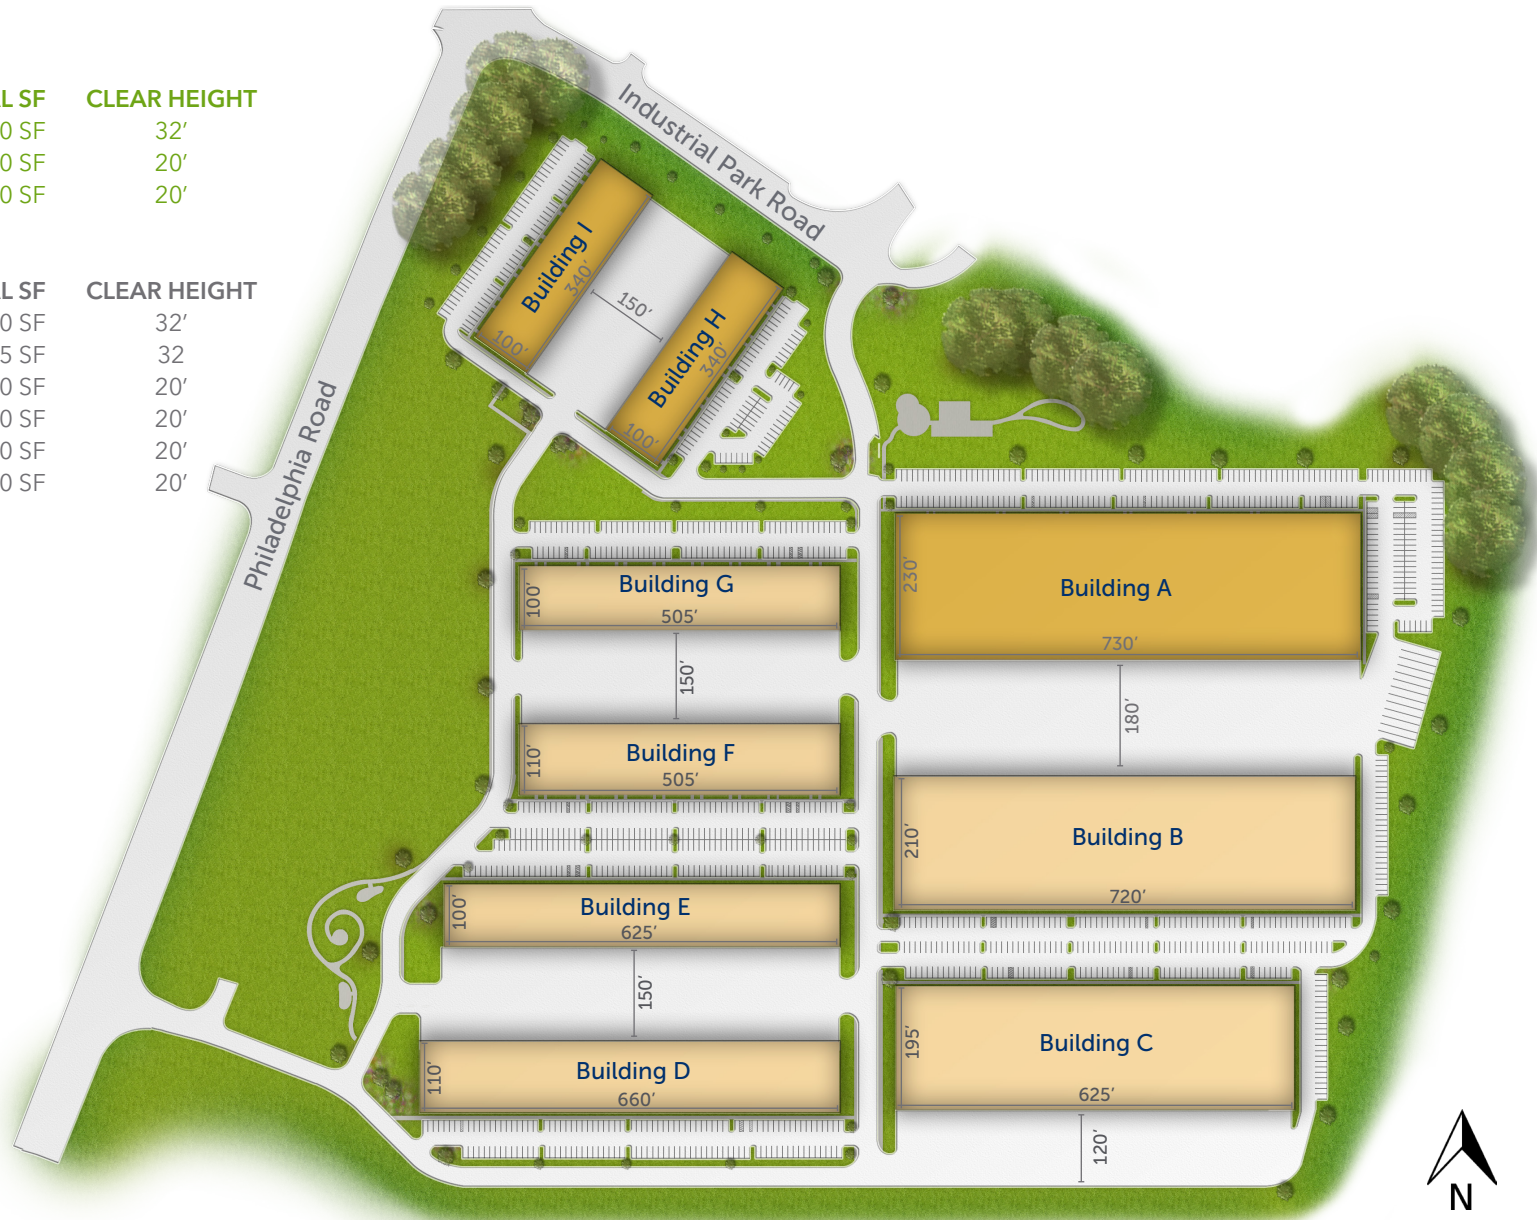 L SF CLEAR HEIGHT
0 SF 32'
0 SF 20'
0 SF 20'
L SF CLEAR HEIGHT
0 SF 32'
5 SF 32
0 SF 20'
0 SF 20'
0 SF 20'
0 SF 20'
Industrial Park Road
Philadelphia Road
Building I
340'
100'
150'
Building H
340'
100'
Building G
100'
505'
150'
Building F
110'
505'
Building E
100'
625'
150'
Building D
110'
660'
Building A
230'
730'
180'
Building B
210'
720'
Building C
195'
625'
120'
N